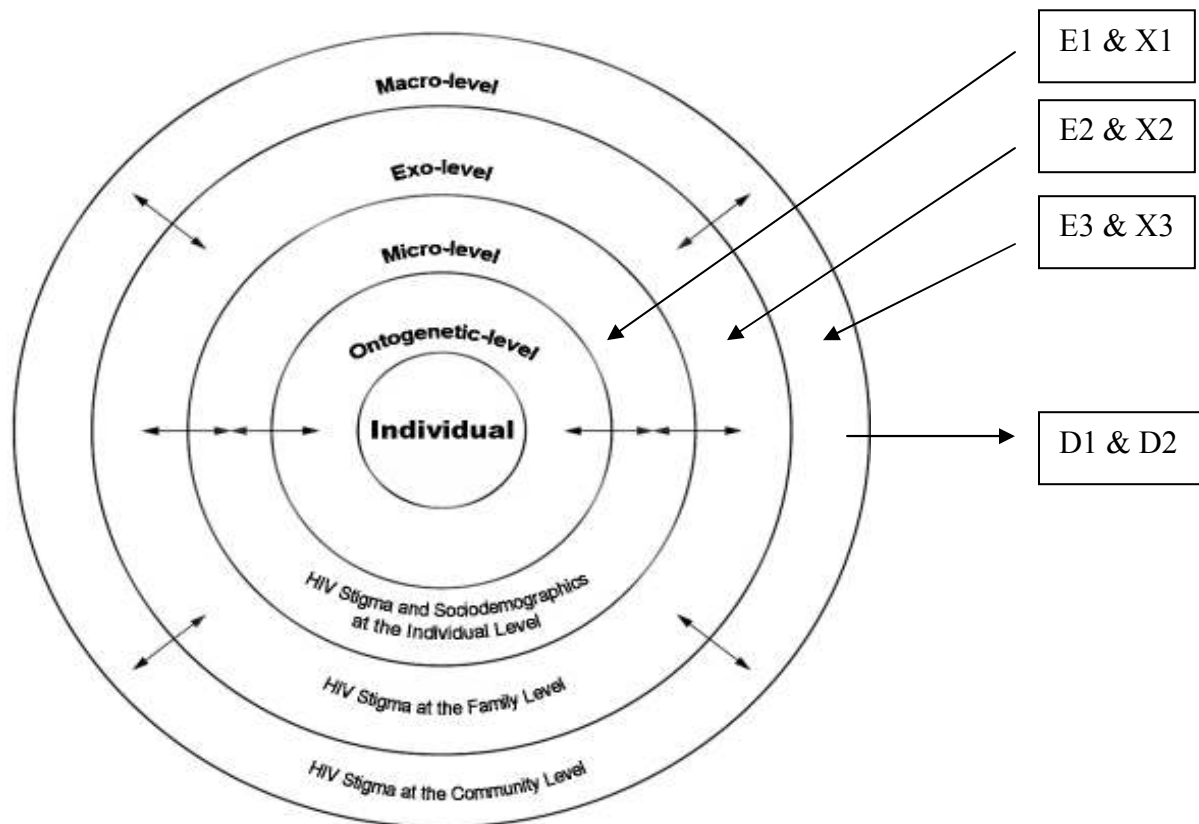 Macro-level
Exo-level
Micro-level
Ontogenetic-level
Individual
HIV Stigma and Sociodemographics
at the Individual Level
HIV Stigma at the Family Level
HIV Stigma at the Community Level
E1 & X1
E2 & X2
E3 & X3
D1 & D2